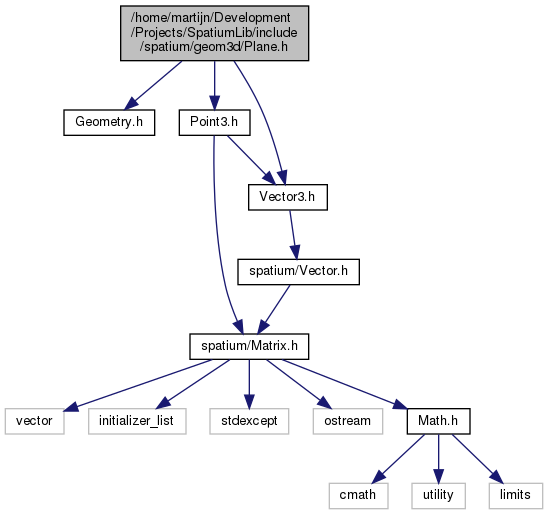 /home/martijn/Development
/Projects/SpatiumLib/include
/spatium/geom3d/Plane.h
Geometry.h
Point3.h
Vector3.h
spatium/Vector.h
spatium/Matrix.h
vector
initializer_list
stdexcept
ostream
Math.h
cmath
utility
limits